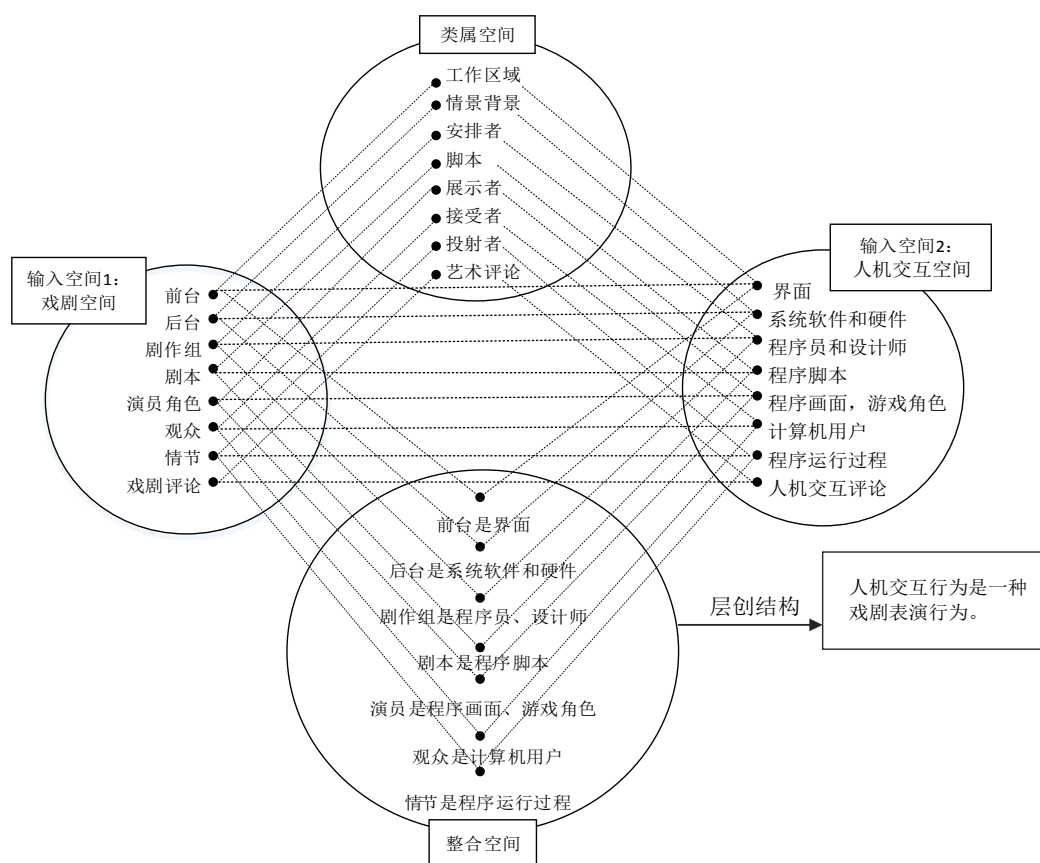 类属空间
工作区域
情景背景
安排者
脚本
展示者
接受者
投射者
艺术评论
输入空间1：
戏剧空间
前台
后台
剧作组
剧本
演员角色
观众
情节
戏剧评论
输入空间2：
人机交互空间
界面
系统软件和硬件
程序员和设计师
程序脚本
程序画面，游戏角色
计算机用户
程序运行过程
人机交互评论
前台是界面
后台是系统软件和硬件
剧作组是程序员、设计师
剧本是程序脚本
演员是程序画面、游戏角色
观众是计算机用户
情节是程序运行过程
整合空间
层创结构
人机交互行为是一种
戏剧表演行为。